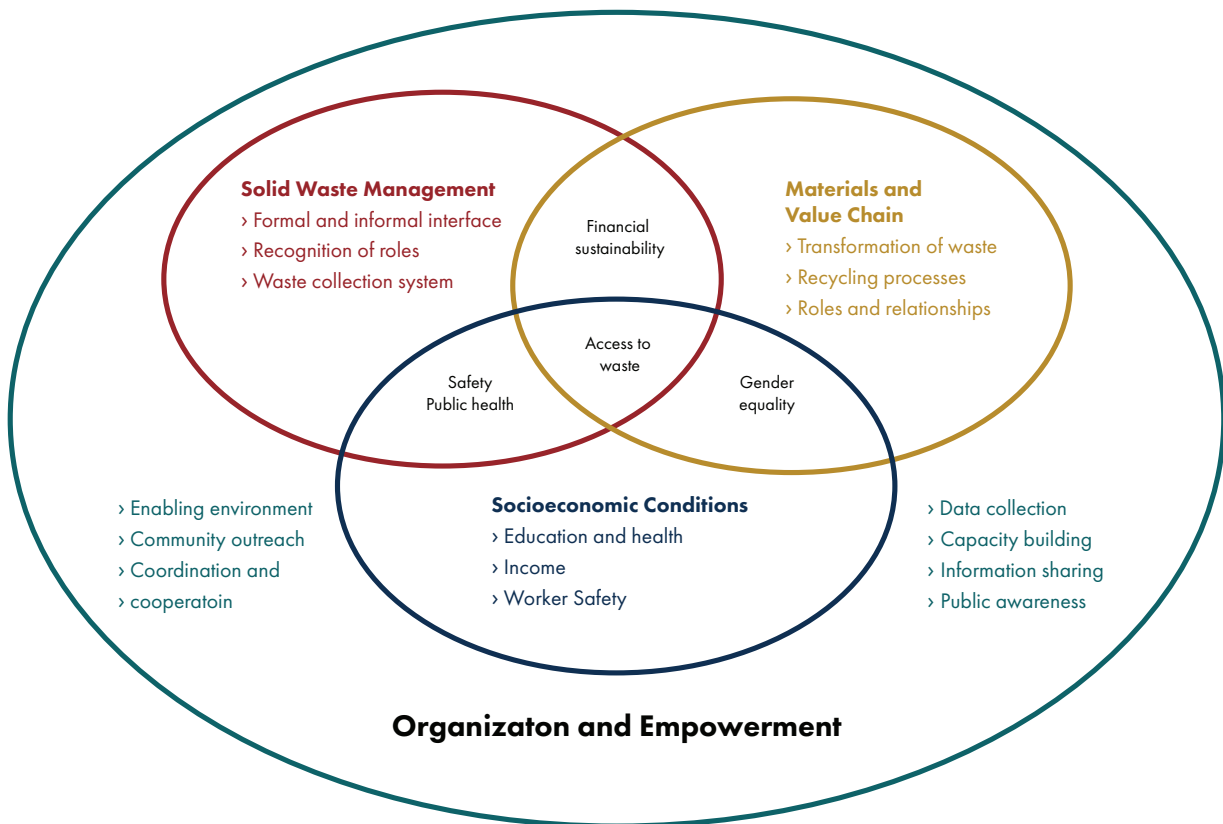 Solid Waste Management
› Formal and informal interface
› Recognition of roles
› Waste collection system
Financial
sustainability
Materials and
Value Chain
› Transformation of waste
› Recycling processes
› Roles and relationships
Safety
Public health
Access to
waste
Gender
equality
Socioeconomic Conditions
› Education and health
› Income
› Worker Safety
› Enabling environment
› Community outreach
› Coordination and
› cooperatoin
› Data collection
› Capacity building
› Information sharing
› Public awareness
Organizaton and Empowerment